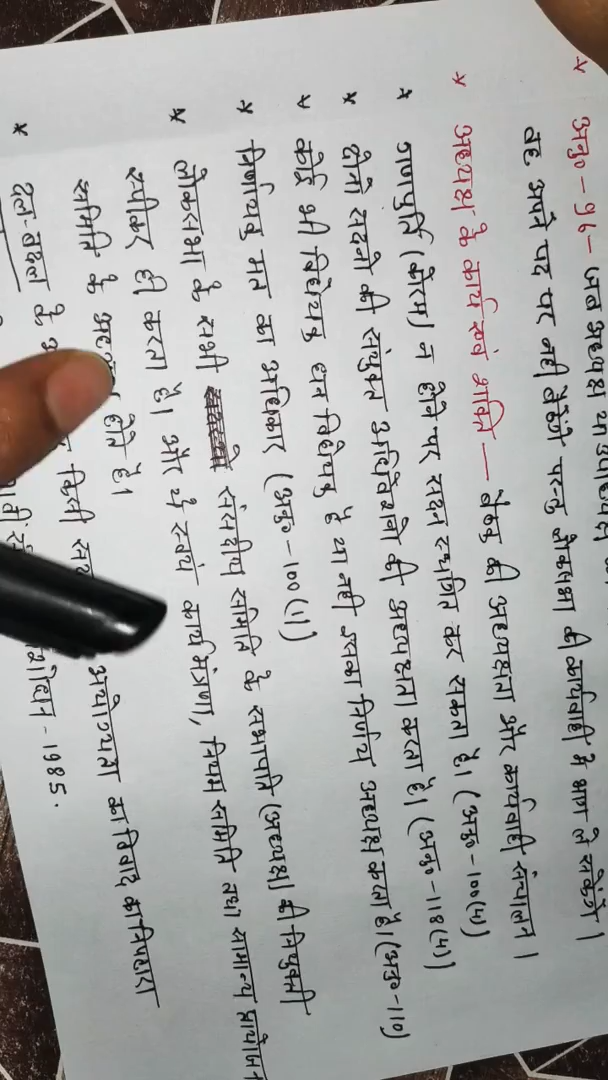 * अनु० - 96 - जब अध्यक्ष या उपाध्यक्ष
वह अपने पद पर नही बैठेंगे परन्तु लोकसभा की कार्यवाही मे भाग ले सकेंगे।
* अध्यक्ष के कार्य एवं शक्ति — बैठक की अध्यक्षता और कार्यवाही संचालन।
* गणपूर्ति (कोरम) न होने पर सदन स्थगित कर सकता है। (अनु० - 100 (4))
* दोनो सदनो की संयुक्त अधिवेशनो की अध्यक्षता करता है। (अनु० - 118 (4))
* कोई भी विधेयक धन विधेयक है या नही इसका निर्णय अध्यक्ष करता है। (अनु० - 110)
* निर्णायक मत का अधिकार (अनु० - 100 (1))
* लोकसभा के सभी संसदीय समिति के सभापति (अध्यक्ष) की नियुक्ती
स्पीकर ही करता है। और ये स्वयं कार्यमंत्रणा, नियम समिति तथा सामान्य प्रायोजन
समिति के होते है।
* दल-बदल के किसी अयोग्यता का विवाद का निपटारा
- 1985.